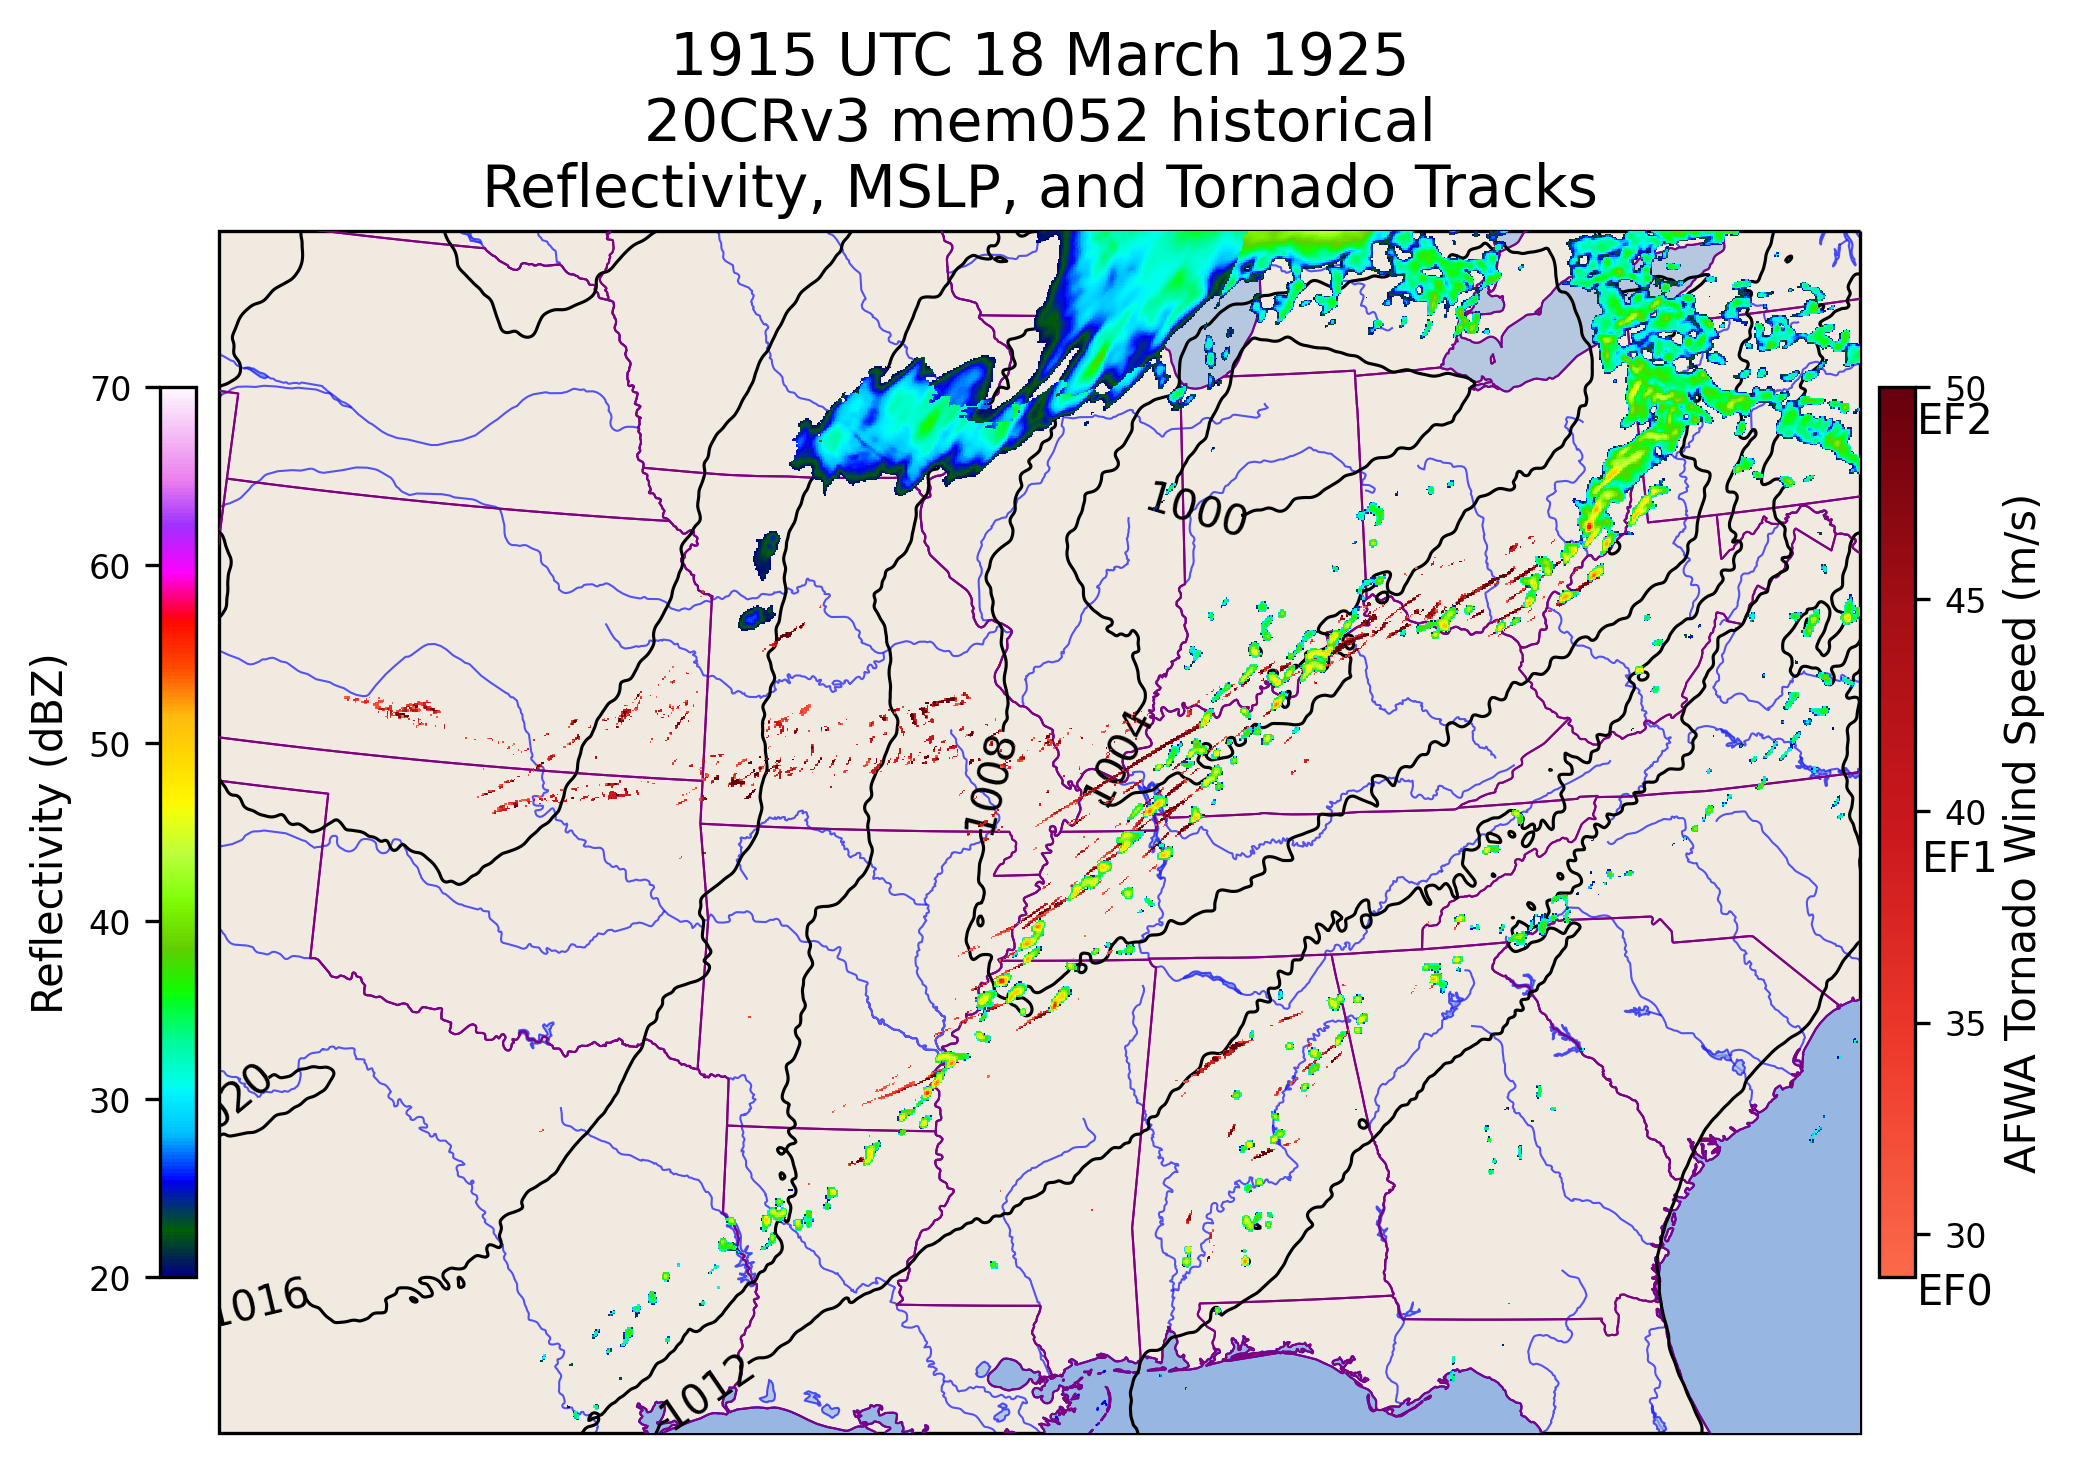 1915 UTC 18 March 1925
20CRv3 mem052 historical
Reflectivity, MSLP, and Tornado Tracks
70
60
50
40
30
20
Reflectivity (dBZ)
1000
1004
1008
020
1016
1012
50
EF2
45
40
EF1
35
30
EF0
AFWA Tornado Wind Speed (m/s)